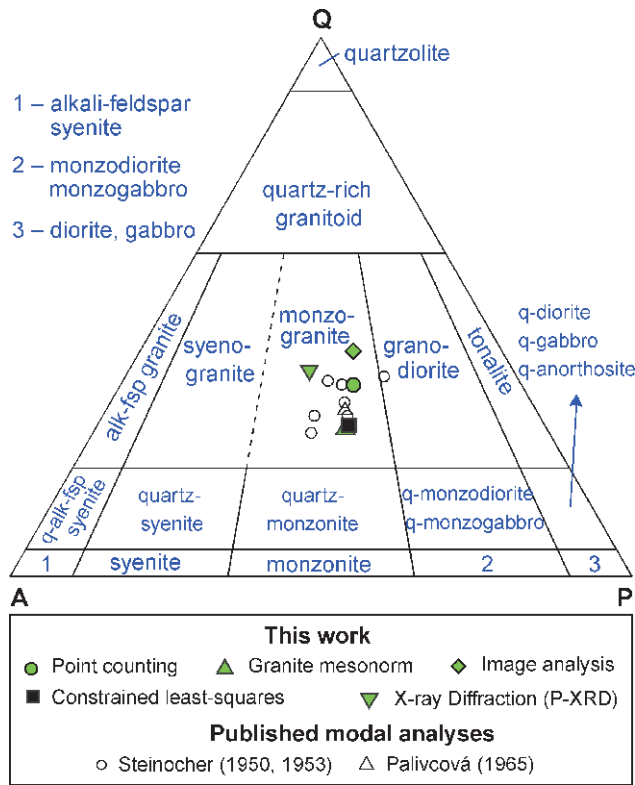 Q
quartzolite
1 – alkali-feldspar
syenite
2 – monzodiorite
monzogabbro
3 – diorite, gabbro
quartz-rich
granitoid
alk-fsp granite
syeno-
granite
monzo-
granite
grano-
diorite
tonalite
q-diorite
q-gabbro
q-anorthosite
q-alk-fsp
syenite
quartz-
syenite
quartz-
monzonite
q-monzodiorite
q-monzogabbro
1
syenite
monzonite
2
3
A
P
This work
Point counting
Granite mesonorm
Image analysis
Constrained least-squares
X-ray Diffraction (P-XRD)
Published modal analyses
Steinocher (1950, 1953)
Palivcová (1965)